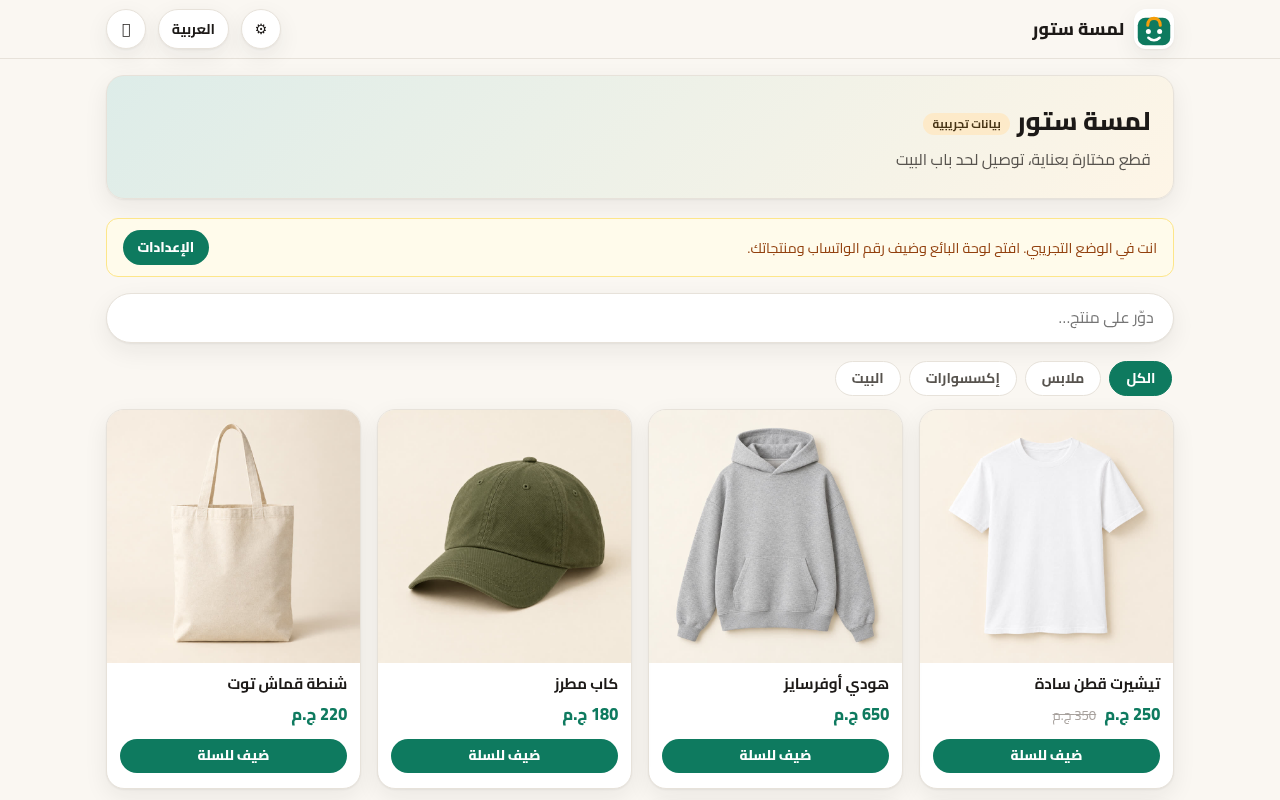 لمسة ستور
العربية
لمسة ستور بيانات تجريبية
قطع مختارة بعناية، توصيل لحد باب البيت
انت في الوضع التجريبي. افتح لوحة البائع وضيف رقم الواتساب ومنتجاتك.
الإعدادات
دوّر على منتج...
الكل
ملابس
إكسسوارات
البيت
تيشيرت قطن سادة
250 ج.م 350 ج.م
ضيف للسلة
هودي أوفرسايز
650 ج.م
ضيف للسلة
كاب مطرز
180 ج.م
ضيف للسلة
شنطة قماش توت
220 ج.م
ضيف للسلة